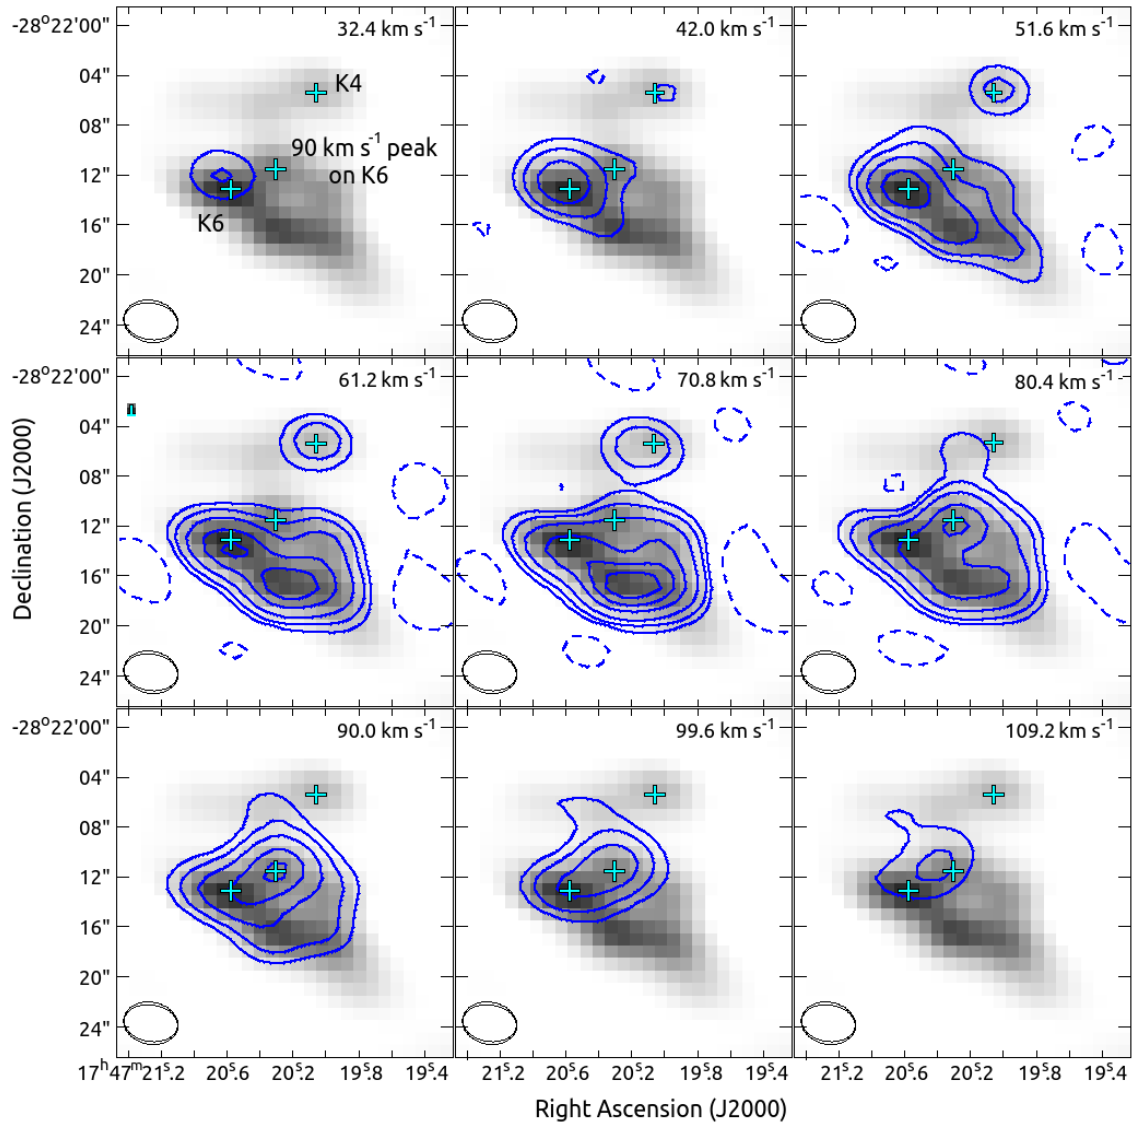 -28°22'00" 32.4 km s⁻¹ 42.0 km s⁻¹ 51.6 km s⁻¹
04" K4
08"
90 km s⁻¹ peak
12" on K6
16" K6
20"
24"
-28°22'00" 61.2 km s⁻¹ 70.8 km s⁻¹ 80.4 km s⁻¹
04"
08"
12"
16"
20"
24"
Declination (J2000)
-28°22'00" 90.0 km s⁻¹ 99.6 km s⁻¹ 109.2 km s⁻¹
04"
08"
12"
16"
20"
24"
17ʰ47ᵐ21ˢ.2 20ˢ.6 20ˢ.2 19ˢ.8 19ˢ.4 21ˢ.2 20ˢ.6 20ˢ.2 19ˢ.8 19ˢ.4 21ˢ.2 20ˢ.6 20ˢ.2 19ˢ.8 19ˢ.4
Right Ascension (J2000)